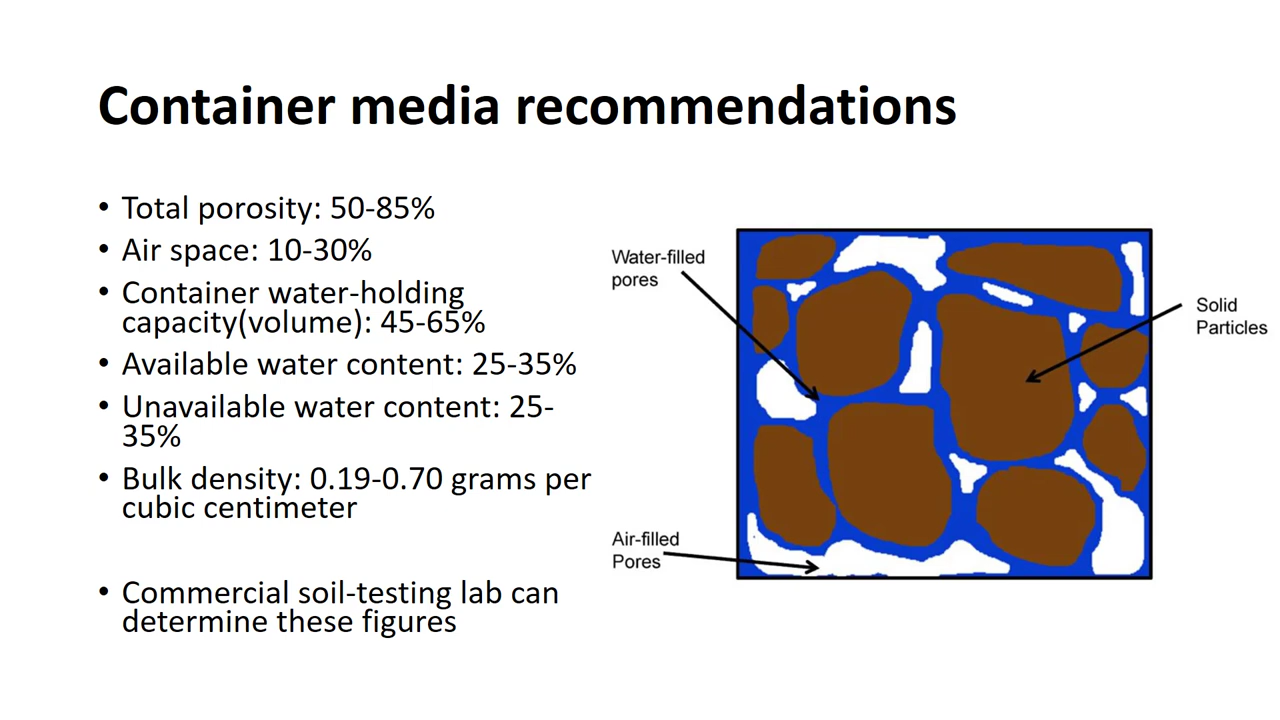 Container media recommendations
• Total porosity: 50-85%
• Air space: 10-30%
• Container water-holding
capacity(volume): 45-65%
• Available water content: 25-35%
• Unavailable water content: 25-
35%
• Bulk density: 0.19-0.70 grams per
cubic centimeter
• Commercial soil-testing lab can
determine these figures
Water-filled
pores
Solid
Particles
Air-filled
Pores